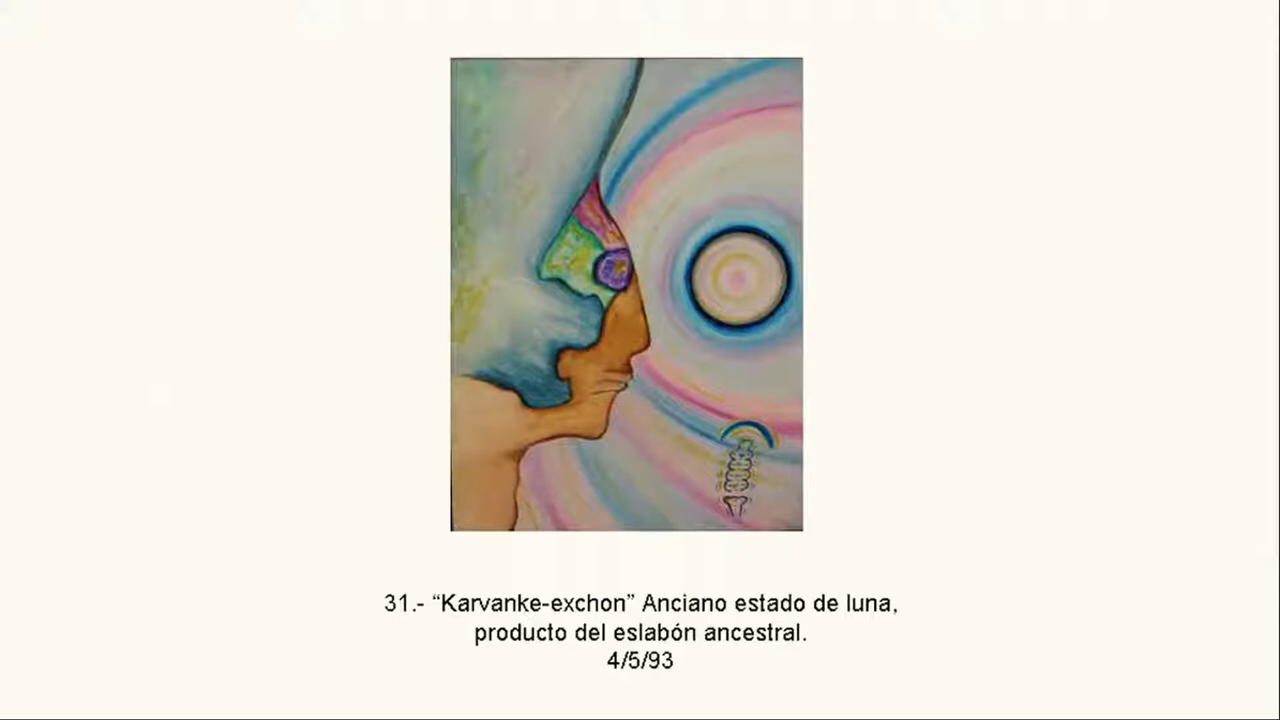 31.- “Karvanke-exchon” Anciano estado de luna,
producto del eslabón ancestral.
4/5/93